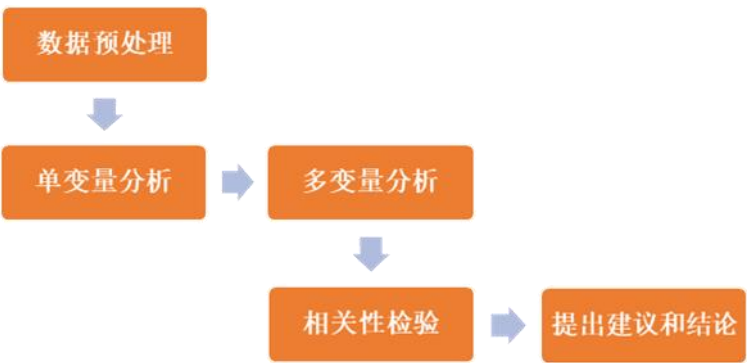 数据预处理
单变量分析
多变量分析
相关性检验
提出建议和结论